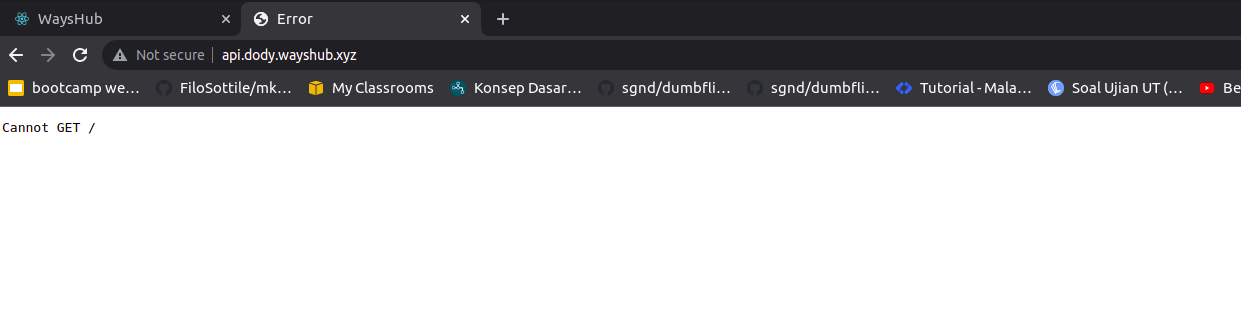 WaysHub
Error
Not secure
api.dody.wayshub.xyz
bootcamp we...
FiloSottile/mk...
My Classrooms
Konsep Dasar...
sgnd/dumbfli...
sgnd/dumbfli...
Tutorial - Mala...
Soal Ujian UT (...
Be
Cannot GET /